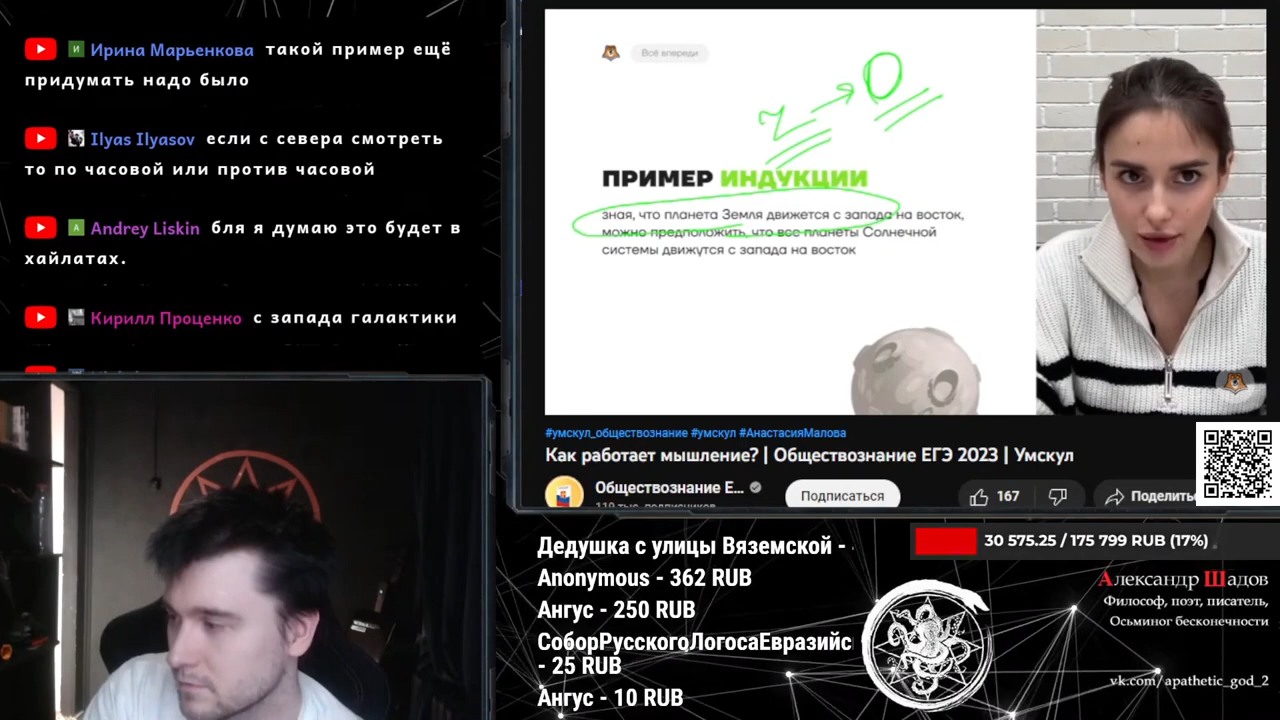 Ирина Марьенкова такой пример ещё
придумать надо было
Ilyas Ilyasov если с севера смотреть
то по часовой или против часовой
Andrey Liskin бля я думаю это будет в
хайлатах.
Кирилл Проценко с запада галактики
Всё впереди
ПРИМЕР ИНДУКЦИИ
зная, что планета Земля движется с запада на восток,
можно предположить, что все планеты Солнечной
системы движутся с запада на восток
#умскул_обществознание #умскул #АнастасияМалова
Как работает мышление? | Обществознание ЕГЭ 2023 | Умскул
Обществознание Е...
Подписаться
167
Поделить
Дедушка с улицы Вяземской -
Anonymous - 362 RUB
Ангус - 250 RUB
СоборРусскогоЛогосаЕвразийс
- 25 RUB
Ангус - 10 RUB
30 575.25 / 175 799 RUB (17%)
Александр Шадов
Философ, поэт, писатель,
Осьминог бесконечности
vk.com/apathetic_god_2